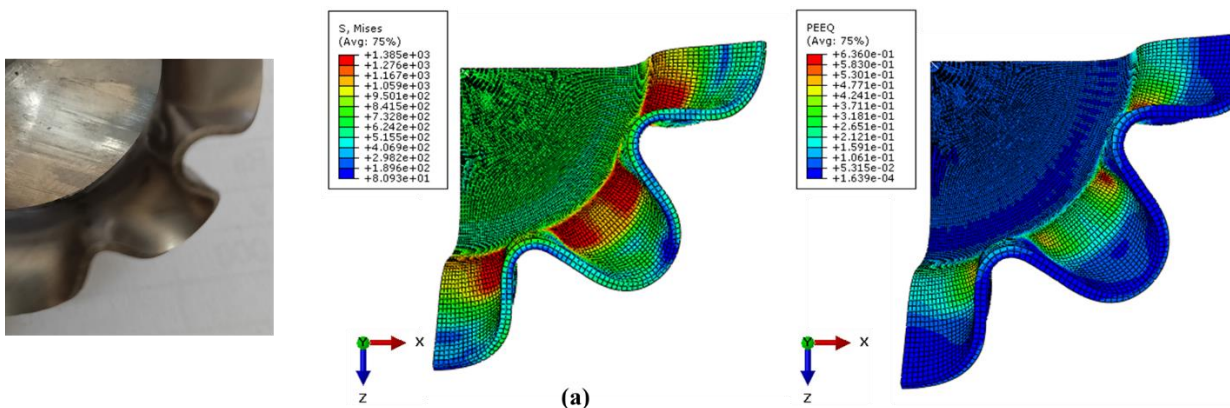 S, Mises
(Avg: 75%)
+1.385e+03
+1.276e+03
+1.167e+03
+1.059e+03
+9.501e+02
+8.415e+02
+7.328e+02
+6.242e+02
+5.155e+02
+4.069e+02
+2.982e+02
+1.896e+02
+8.093e+01
Y
X
Z
(a)
PEEQ
(Avg: 75%)
+6.360e-01
+5.830e-01
+5.301e-01
+4.771e-01
+4.241e-01
+3.711e-01
+3.181e-01
+2.651e-01
+2.121e-01
+1.591e-01
+1.061e-01
+5.315e-02
+1.639e-04
Y
X
Z